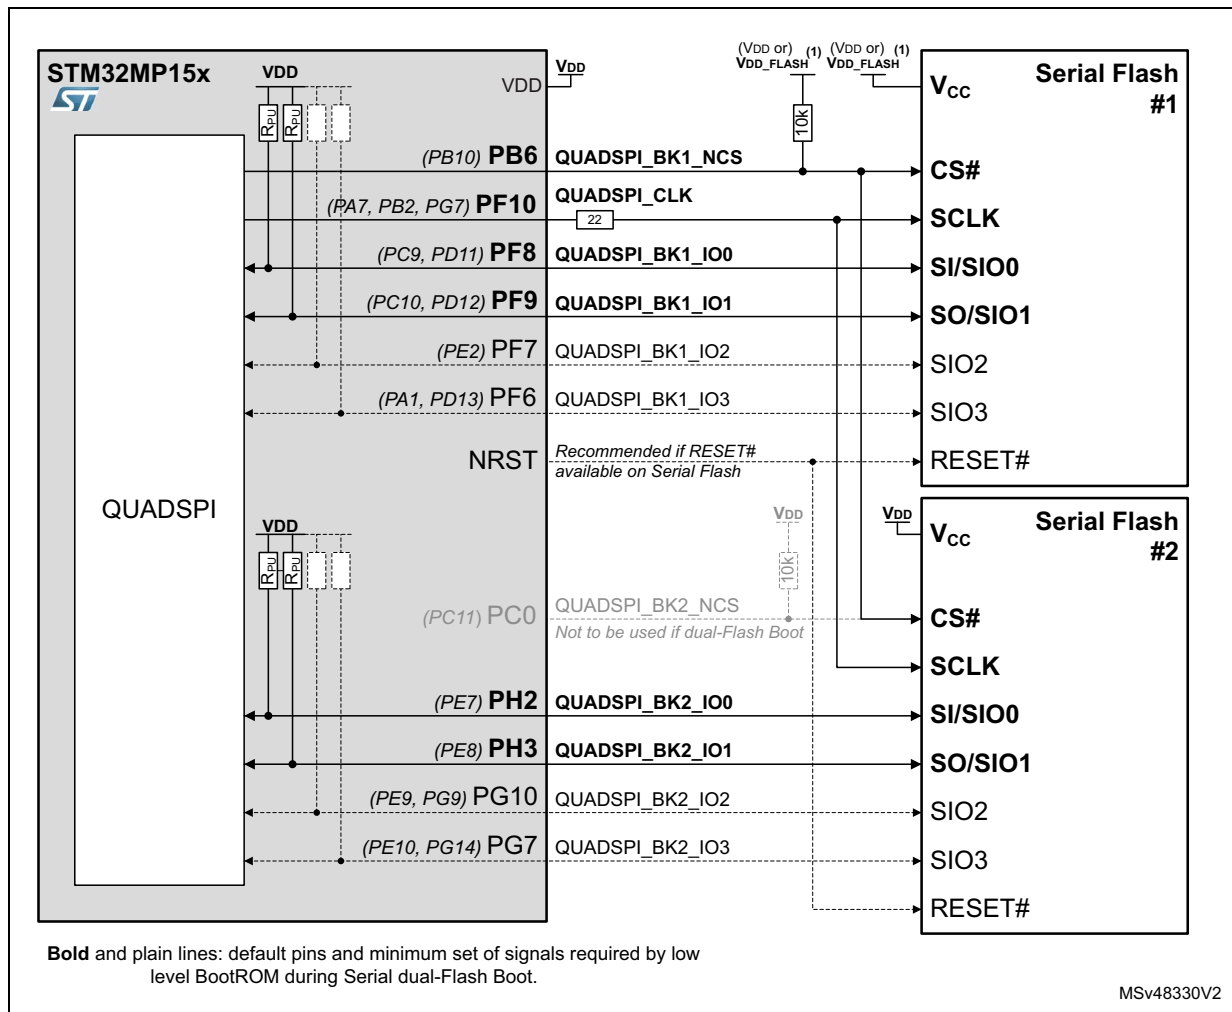 STM32MP15x
ST
VDD
VDD
VDD
(VDD or) (1)
VDD_FLASH
(VDD or) (1)
VDD_FLASH
VCC
Serial Flash
#1
RPU
RPU
10k
(PB10) PB6
QUADSPI_BK1_NCS
CS#
(PA7, PB2, PG7) PF10
QUADSPI_CLK
22
SCLK
(PC9, PD11) PF8
QUADSPI_BK1_IO0
SI/SIO0
(PC10, PD12) PF9
QUADSPI_BK1_IO1
SO/SIO1
(PE2) PF7
QUADSPI_BK1_IO2
SIO2
(PA1, PD13) PF6
QUADSPI_BK1_IO3
SIO3
NRST
Recommended if RESET#
available on Serial Flash
RESET#
QUADSPI
VDD
RPU
RPU
VDD
10k
VDD
VCC
Serial Flash
#2
(PC11) PC0
QUADSPI_BK2_NCS
Not to be used if dual-Flash Boot
CS#
SCLK
(PE7) PH2
QUADSPI_BK2_IO0
SI/SIO0
(PE8) PH3
QUADSPI_BK2_IO1
SO/SIO1
(PE9, PG9) PG10
QUADSPI_BK2_IO2
SIO2
(PE10, PG14) PG7
QUADSPI_BK2_IO3
SIO3
RESET#
Bold and plain lines: default pins and minimum set of signals required by low
level BootROM during Serial dual-Flash Boot.
MSv48330V2